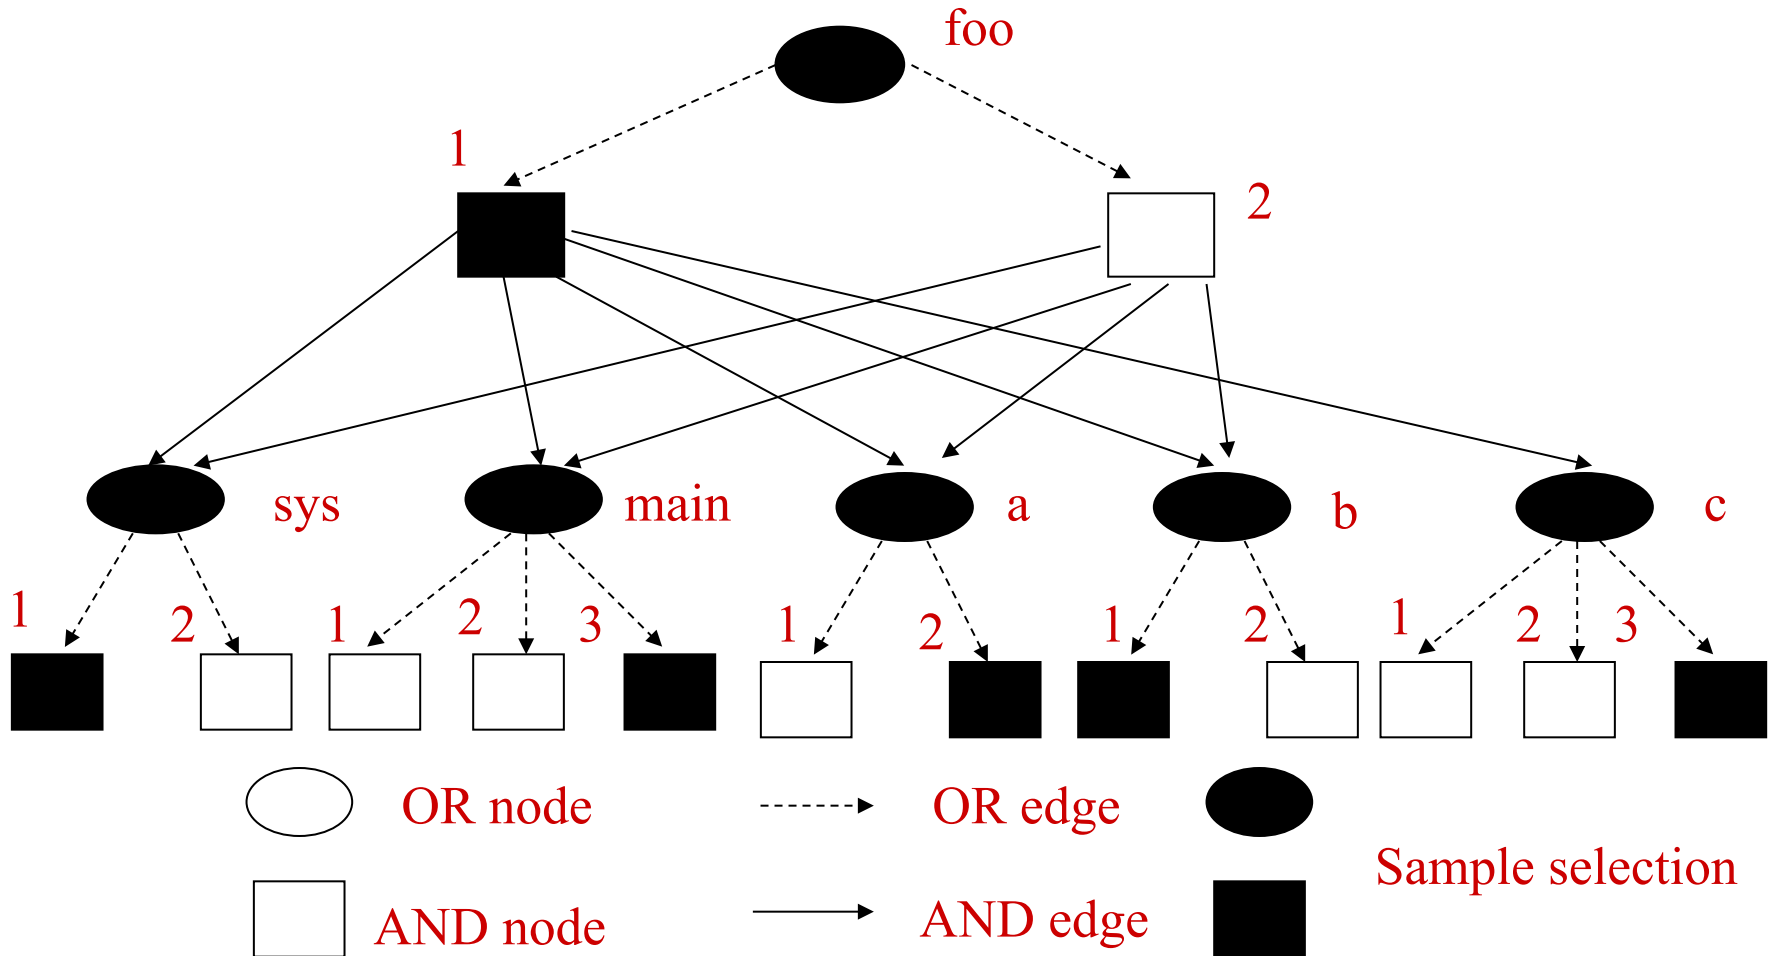 foo
1
2
sys
main
a
b
c
1
2
1
2
3
1
2
1
2
1
2
3
OR node
OR edge
Sample selection
AND node
AND edge